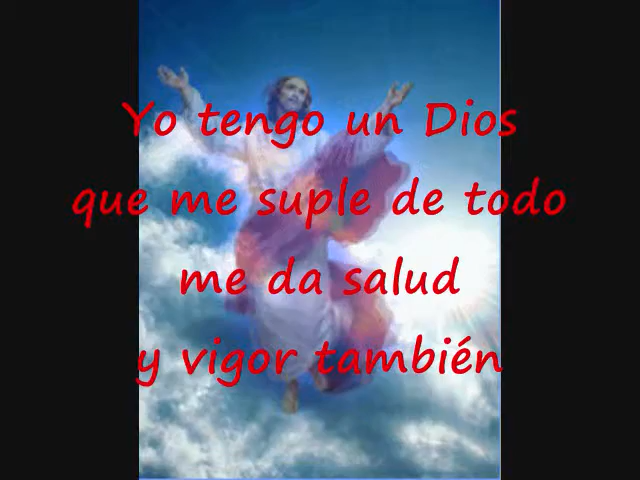 Yo tengo un Dios
que me suple de todo
me da salud
y vigor también